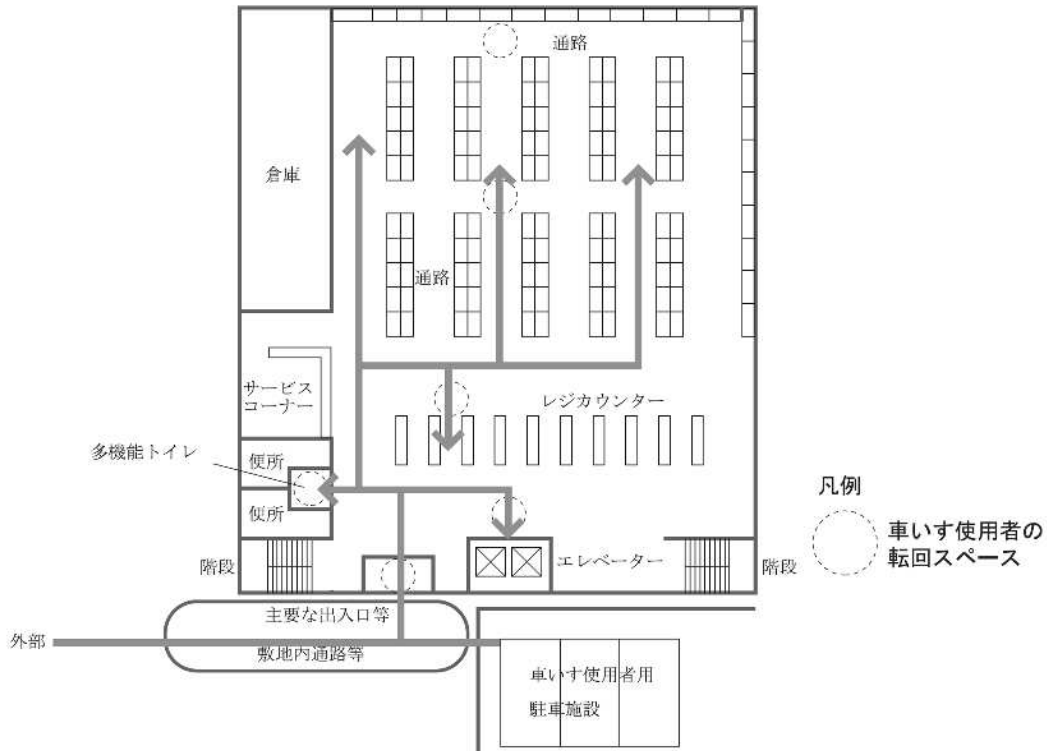 通路
倉庫
通路
サービス
コーナー
レジカウンター
多機能トイレ
便所
便所
凡例
車いす使用者の
転回スペース
階段
エレベーター
階段
主要な出入口等
外部
敷地内通路等
車いす使用者用
駐車施設